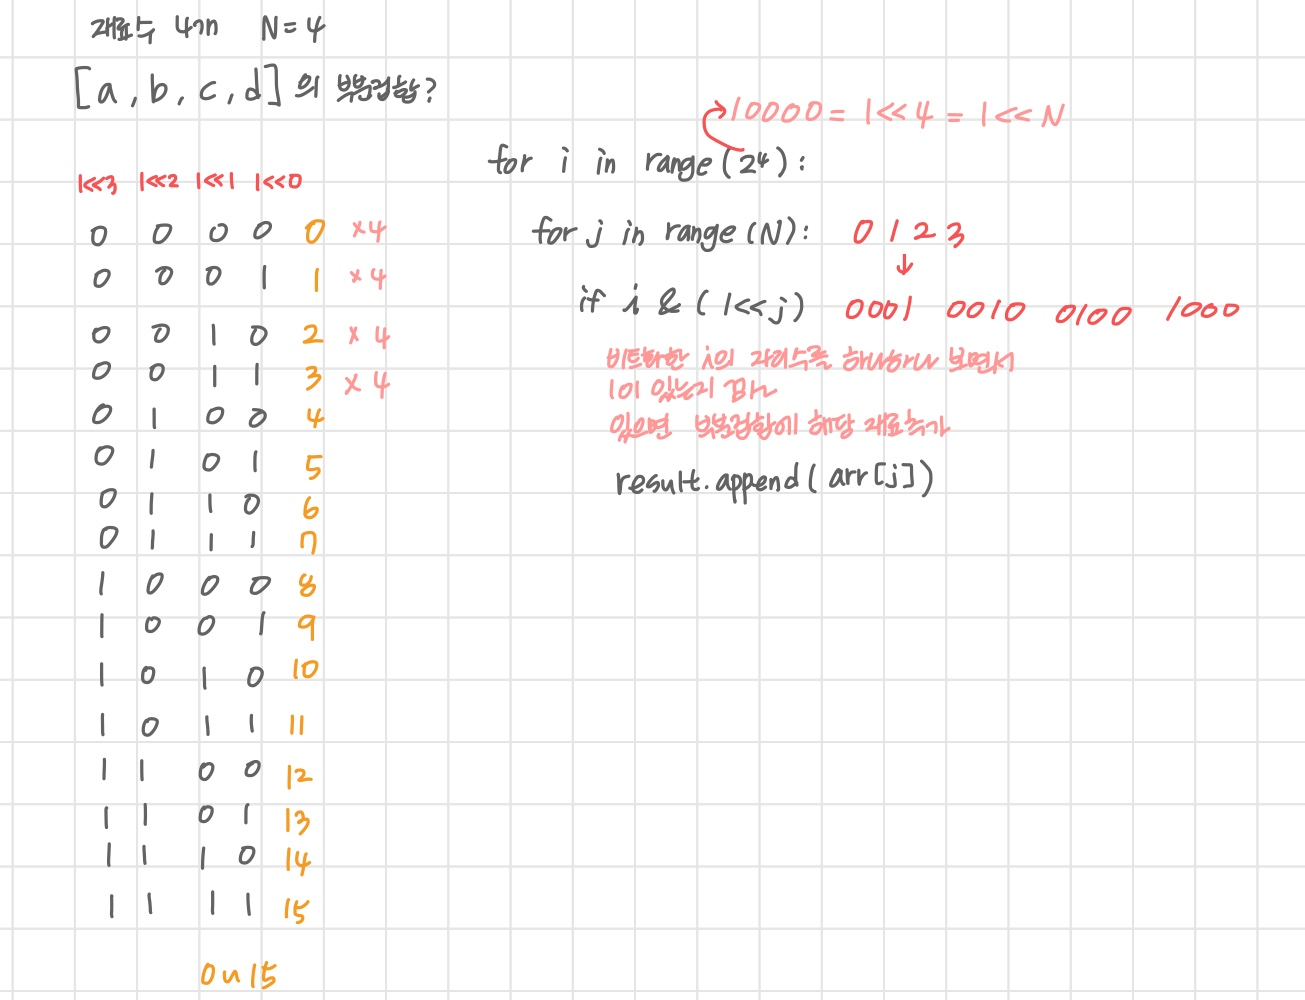 재료수 4개 N=4
[a, b, c, d]의 부분집합?
1<<3 1<<2 1<<1 1<<0
0 0 0 0 0 ×4
0 0 0 1 1 ×4
0 0 1 0 2 ×4
0 0 1 1 3 ×4
0 1 0 0 4
0 1 0 1 5
0 1 1 0 6
0 1 1 1 7
1 0 0 0 8
1 0 0 1 9
1 0 1 0 10
1 0 1 1 11
1 1 0 0 12
1 1 0 1 13
1 1 1 0 14
1 1 1 1 15
0~15
10000 = 1<<4 = 1<<N
for i in range(2⁴):
for j in range(N): 0 1 2 3
↓
if i & (1<<j) 0001 0010 0100 1000
비트화한 i의 자리수를 하나하나 보면서
1이 있는지 판단
있으면 부분집합에 해당 재료추가
result.append(arr[j])